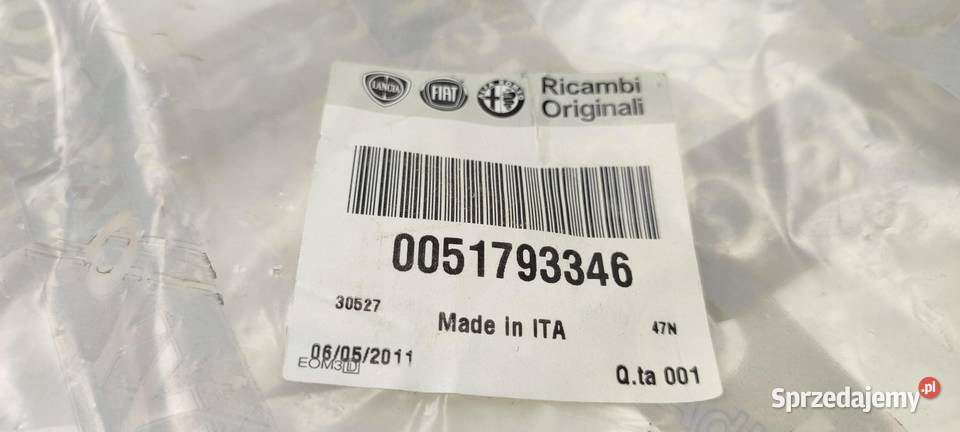 LANCIA
FIAT
Ricambi
Originali
0051793346
30527
Made in ITA
47N
06/05/2011
EOM3
Q.ta 001
Sprzedajemy.pl